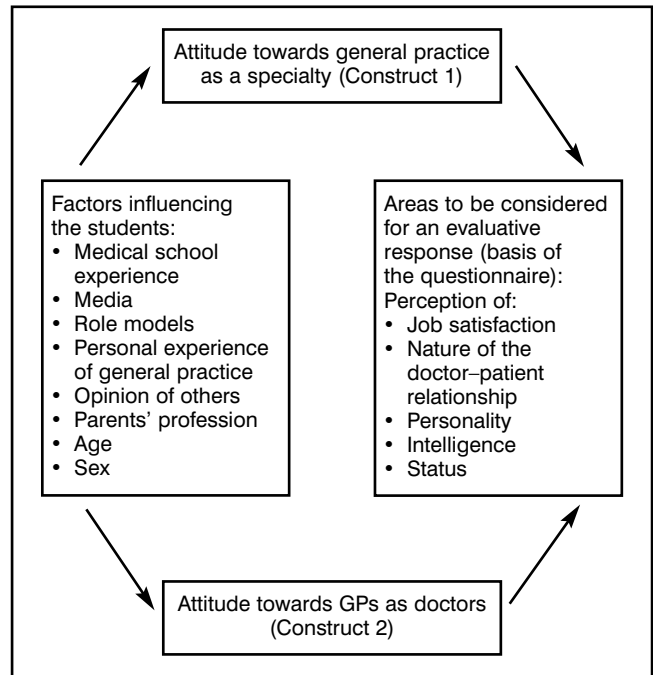 Attitude towards general practice
as a specialty (Construct 1)
Factors influencing
the students:
• Medical school
experience
• Media
• Role models
• Personal experience
of general practice
• Opinion of others
• Parents’ profession
• Age
• Sex
Areas to be considered
for an evaluative
response (basis of
the questionnaire):
Perception of:
• Job satisfaction
• Nature of the
doctor–patient
relationship
• Personality
• Intelligence
• Status
Attitude towards GPs as doctors
(Construct 2)